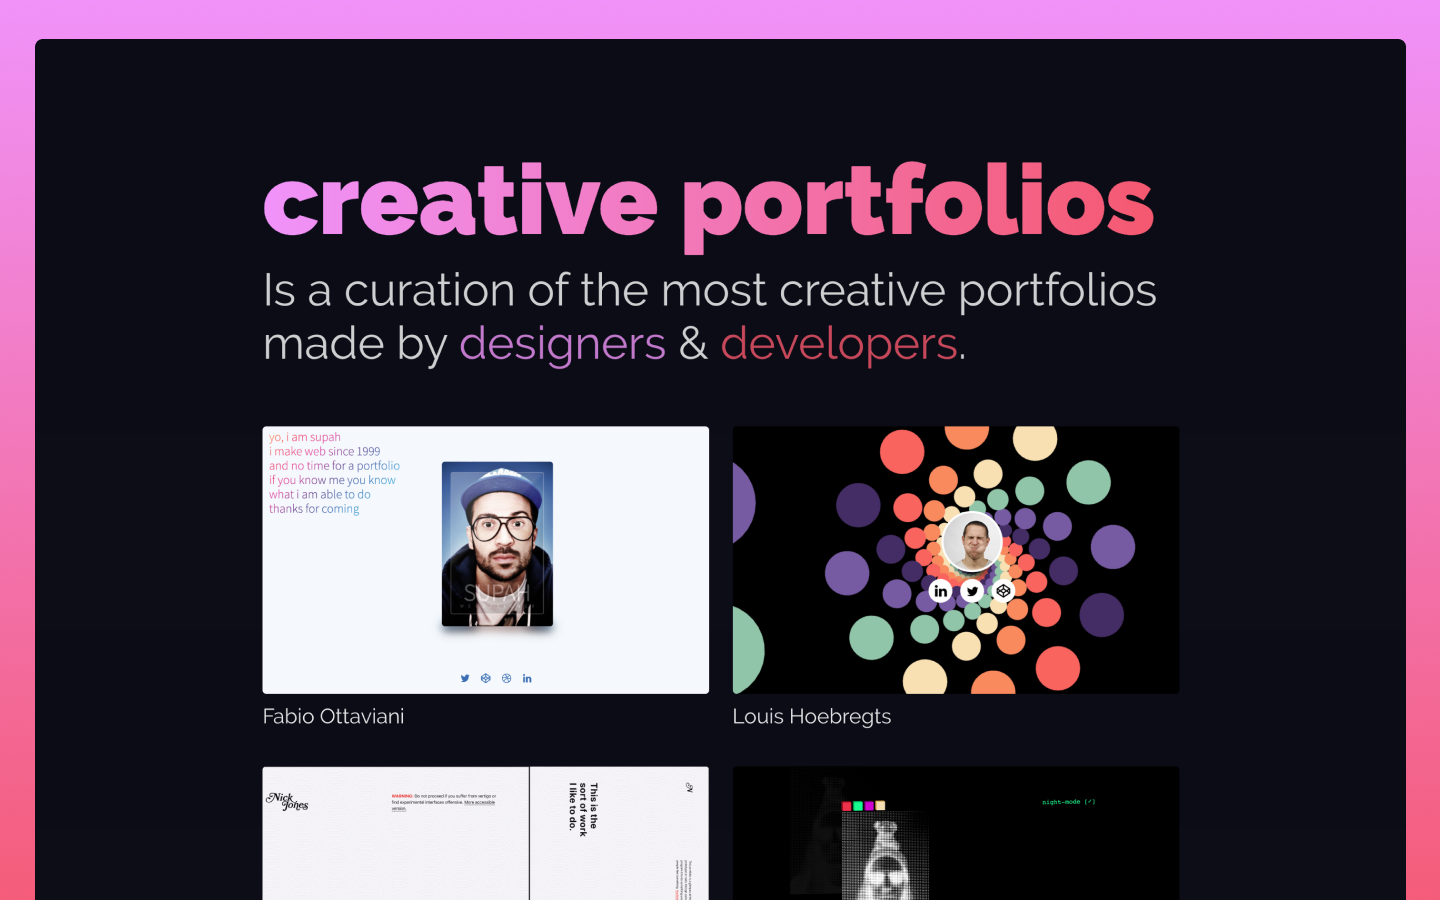 creative portfolios
Is a curation of the most creative portfolios
made by designers & developers.
yo, i am supah
i make web since 1999
and no time for a portfolio
if you know me you know
what i am able to do
thanks for coming
SUPAH
Fabio Ottaviani
Louis Hoebregts
Nick
Jones
WARNING: Do not proceed if you suffer from vertigo or
find experimental interfaces offensive. More accessible
version.
This is the
sort of work
I like to do.
night-mode [✓]